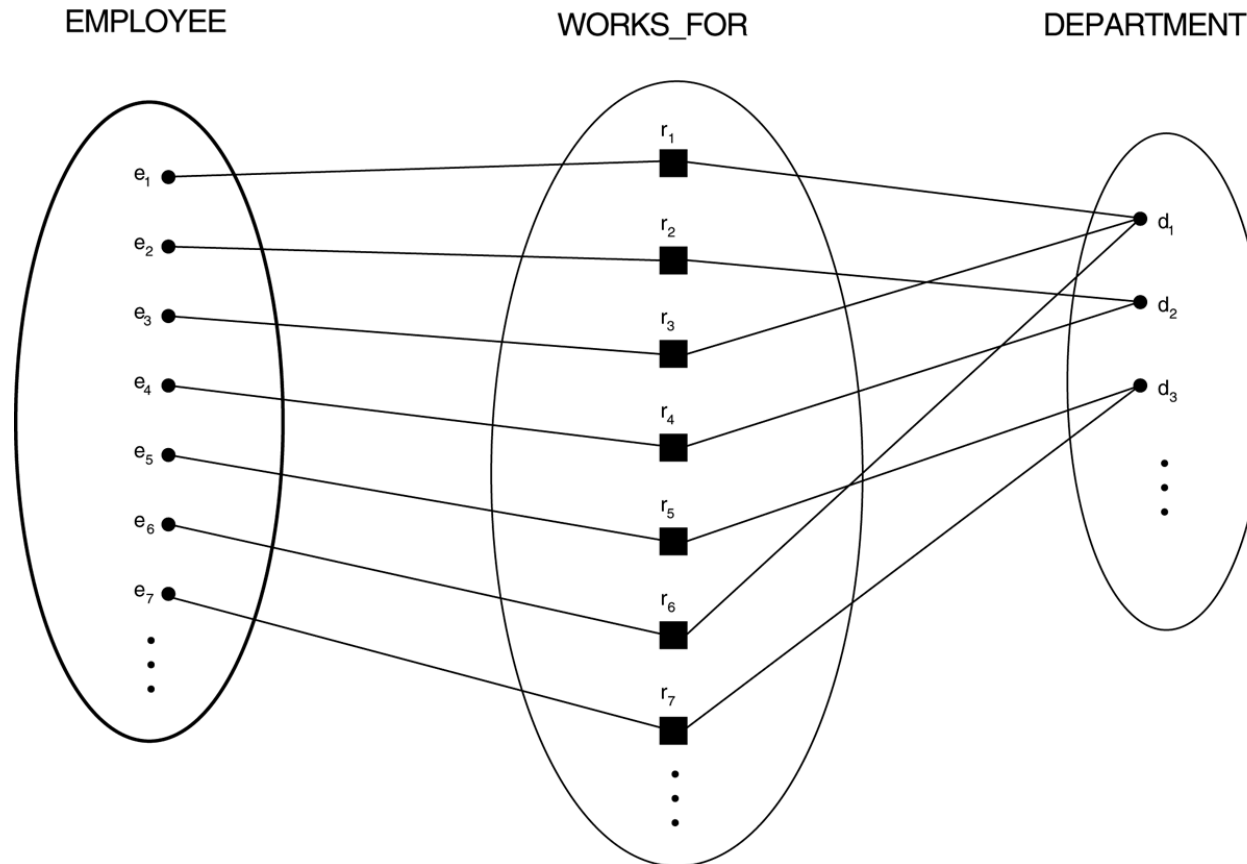 EMPLOYEE WORKS_FOR DEPARTMENT
e₁
e₂
e₃
e₄
e₅
e₆
e₇
r₁
r₂
r₃
r₄
r₅
r₆
r₇
d₁
d₂
d₃